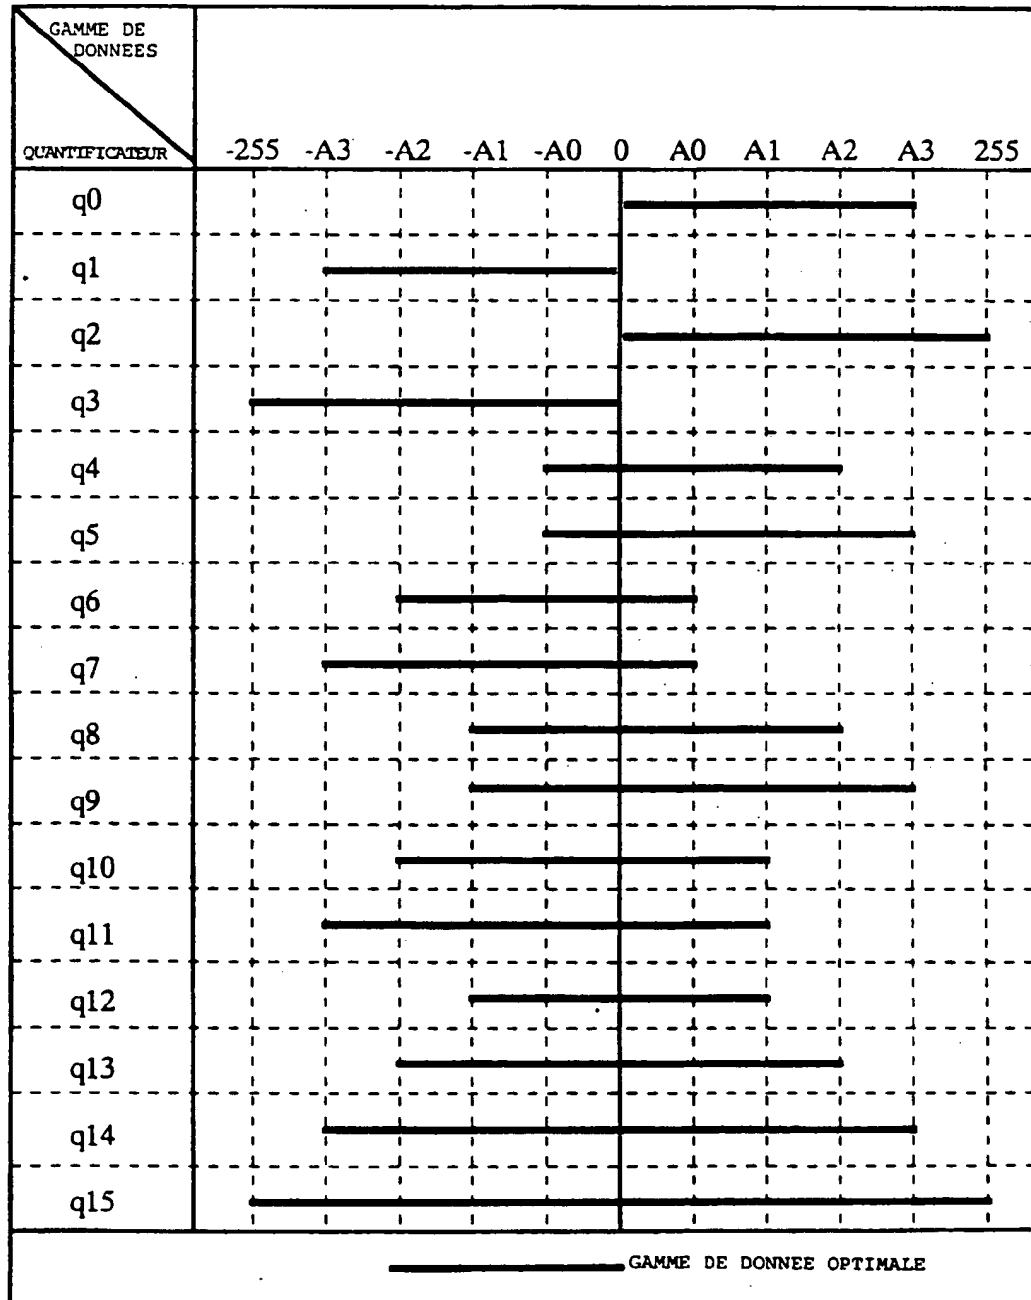 GAMME DE
DONNEES
QUANTIFICATEUR
-255 -A3 -A2 -A1 -A0 0 A0 A1 A2 A3 255
q0
q1
q2
q3
q4
q5
q6
q7
q8
q9
q10
q11
q12
q13
q14
q15
GAMME DE DONNEE OPTIMALE